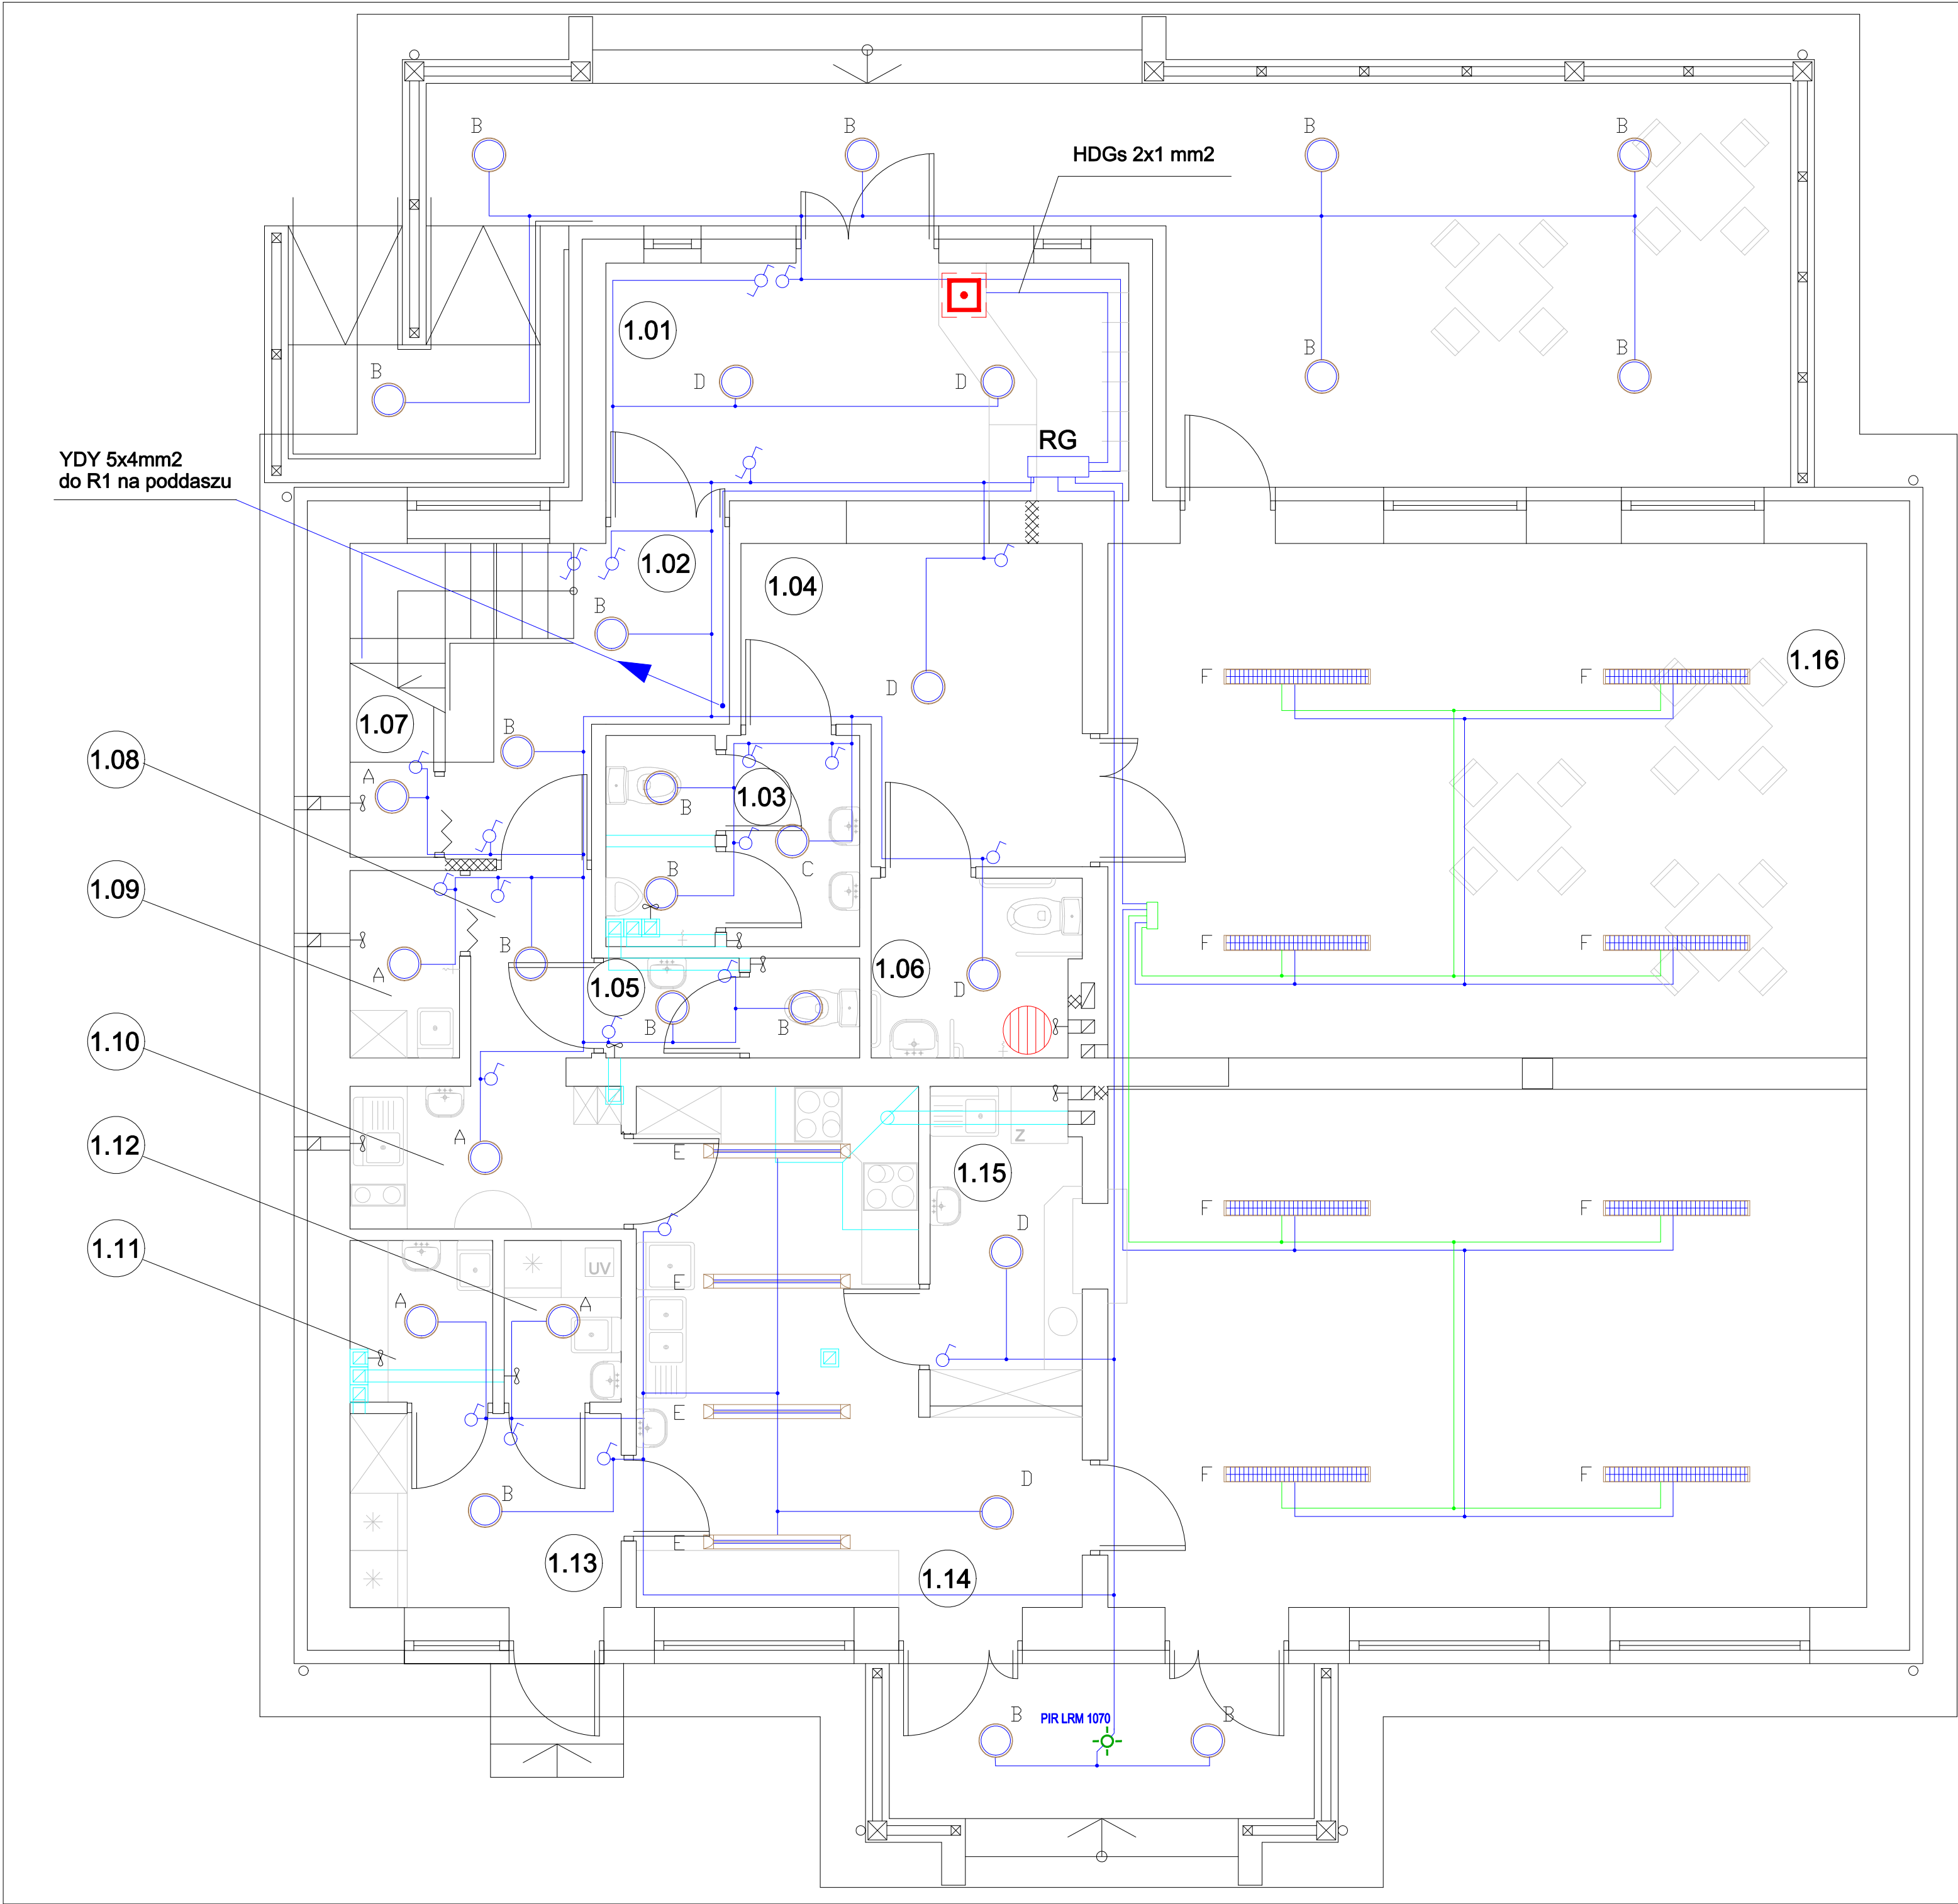 B
B
B
B
HDGs 2x1 mm2
1.01
B
B
B
D
D
RG
YDY 5x4mm2
do R1 na poddaszu
1.02
1.04
B
1.16
F
F
D
1.07
B
1.08
A
1.03
B
C
B
1.09
F
F
B
A
1.06
1.05
D
B
B
1.10
1.12
A
E
Z
1.15
F
F
D
1.11
UV
E
A
A
E
D
F
F
B
E
1.13
1.14
B
PIR LRM 1070
B